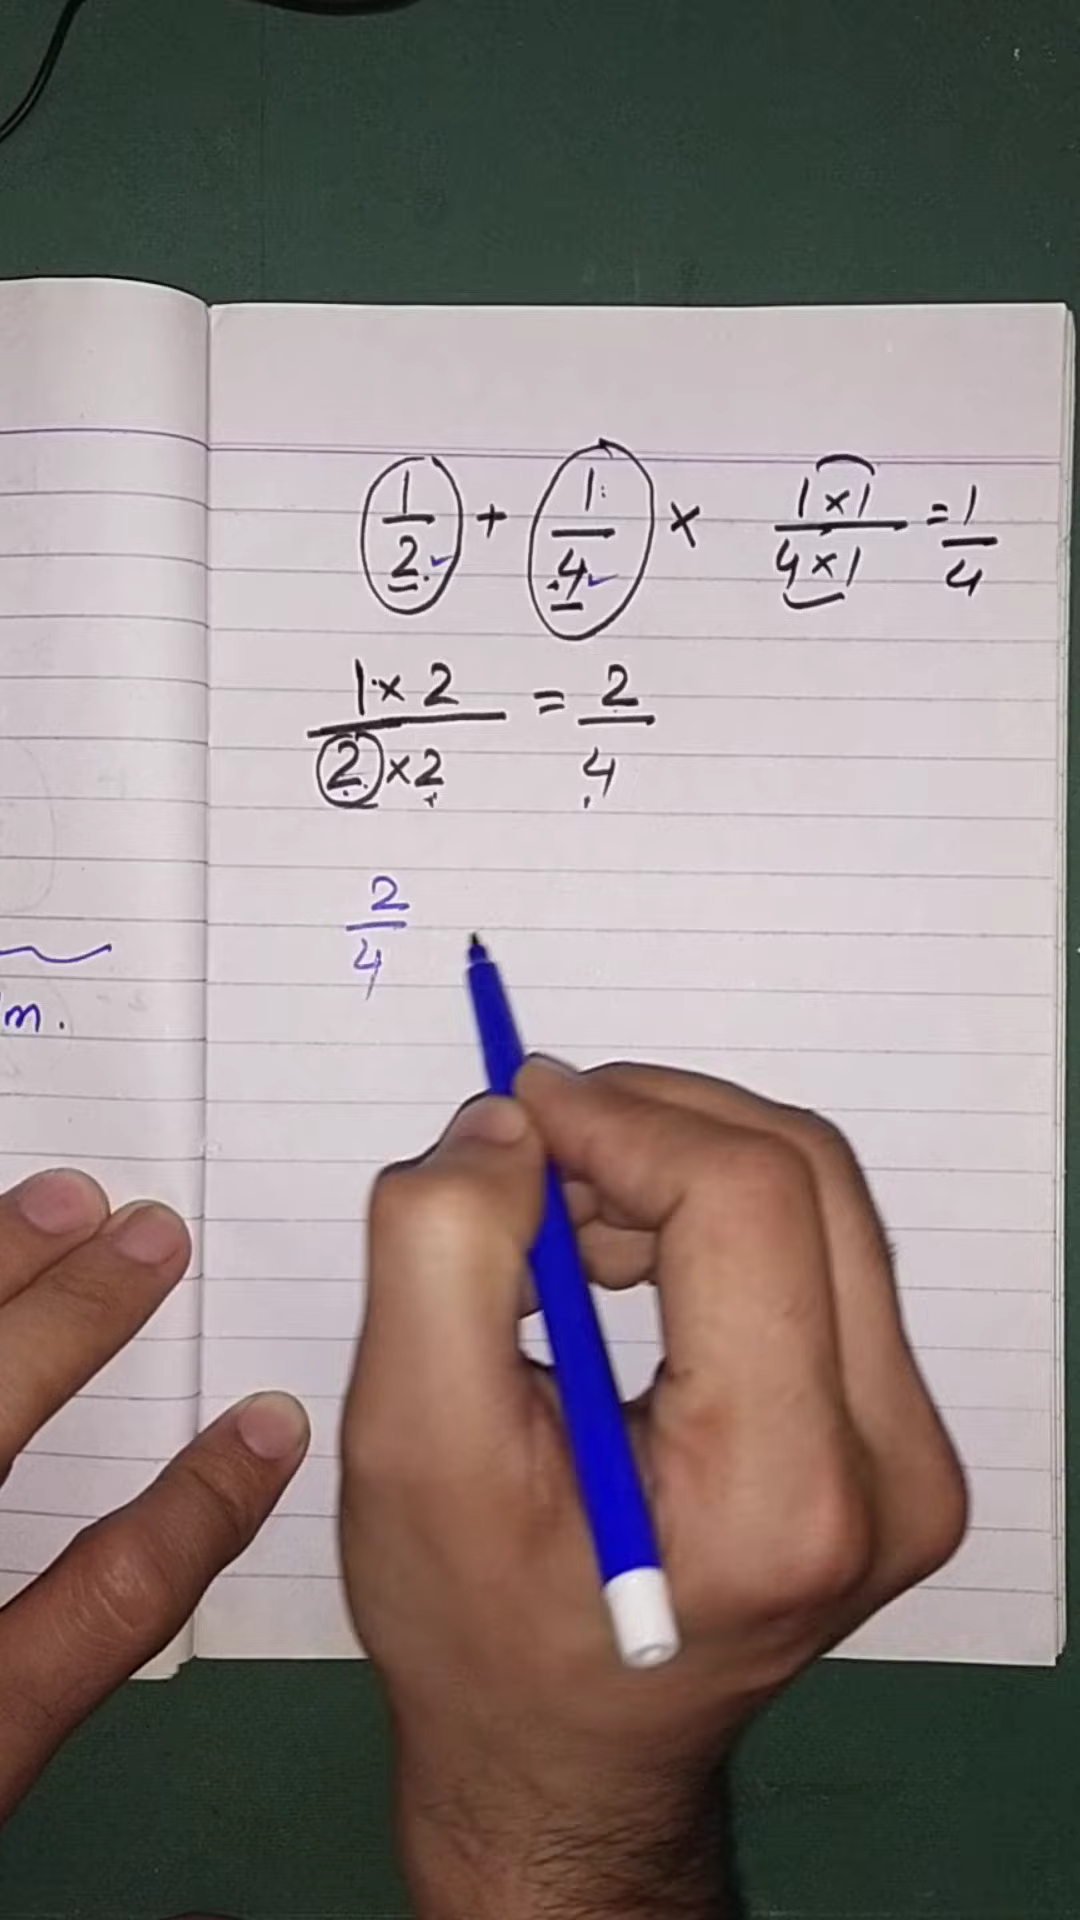 1/2 + 1/4 × 1×1/4×1 = 1/4
1×2/2×2 = 2/4
2/4
m.